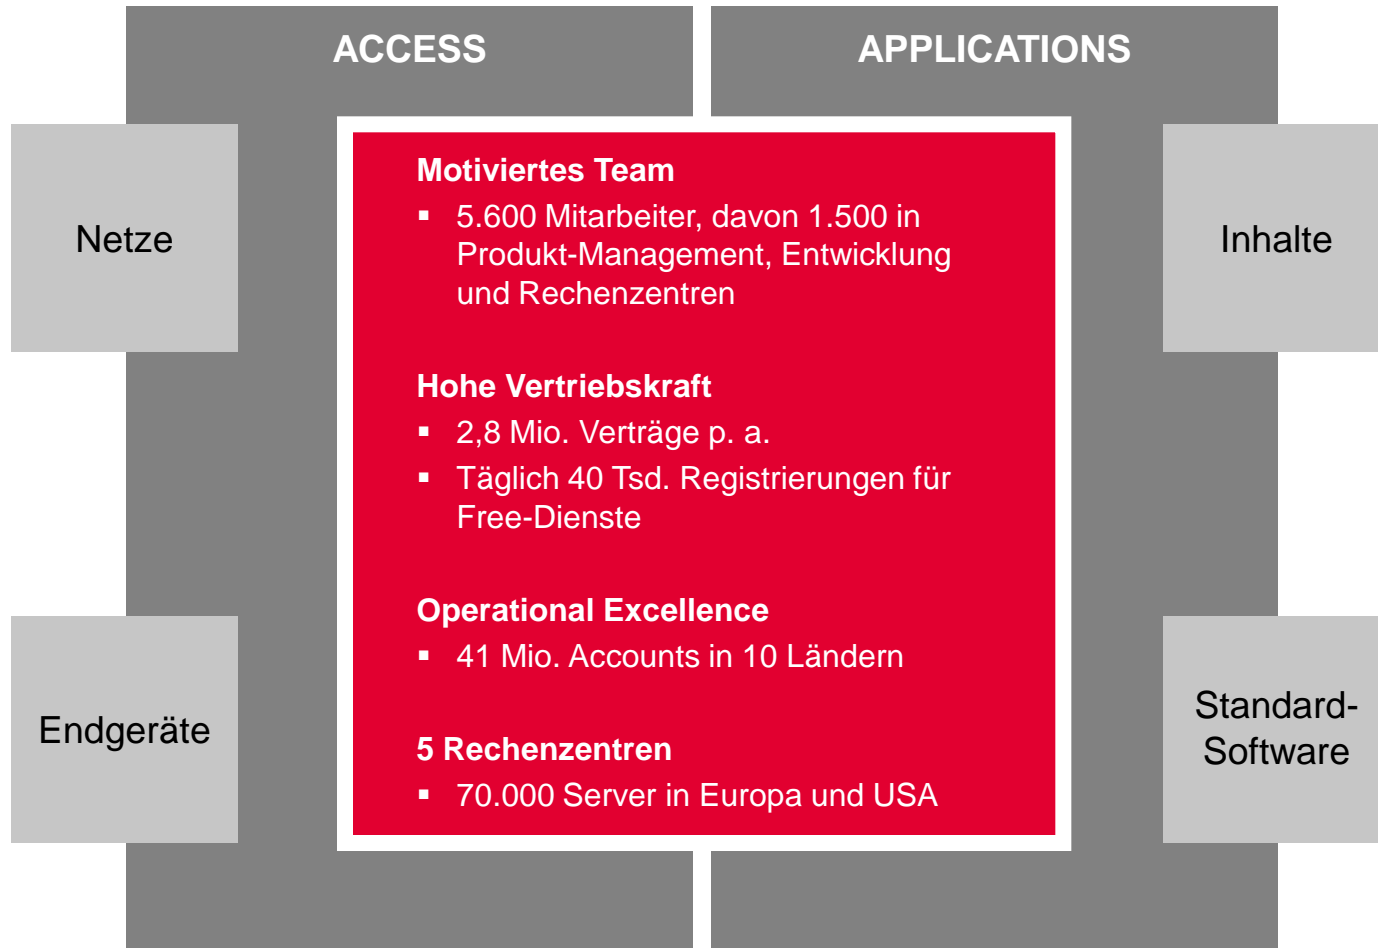 ACCESS
APPLICATIONS
Netze
Endgeräte
Motiviertes Team
▪ 5.600 Mitarbeiter, davon 1.500 in
Produkt-Management, Entwicklung
und Rechenzentren
Hohe Vertriebskraft
▪ 2,8 Mio. Verträge p. a.
▪ Täglich 40 Tsd. Registrierungen für
Free-Dienste
Operational Excellence
▪ 41 Mio. Accounts in 10 Ländern
5 Rechenzentren
▪ 70.000 Server in Europa und USA
Inhalte
Standard-
Software